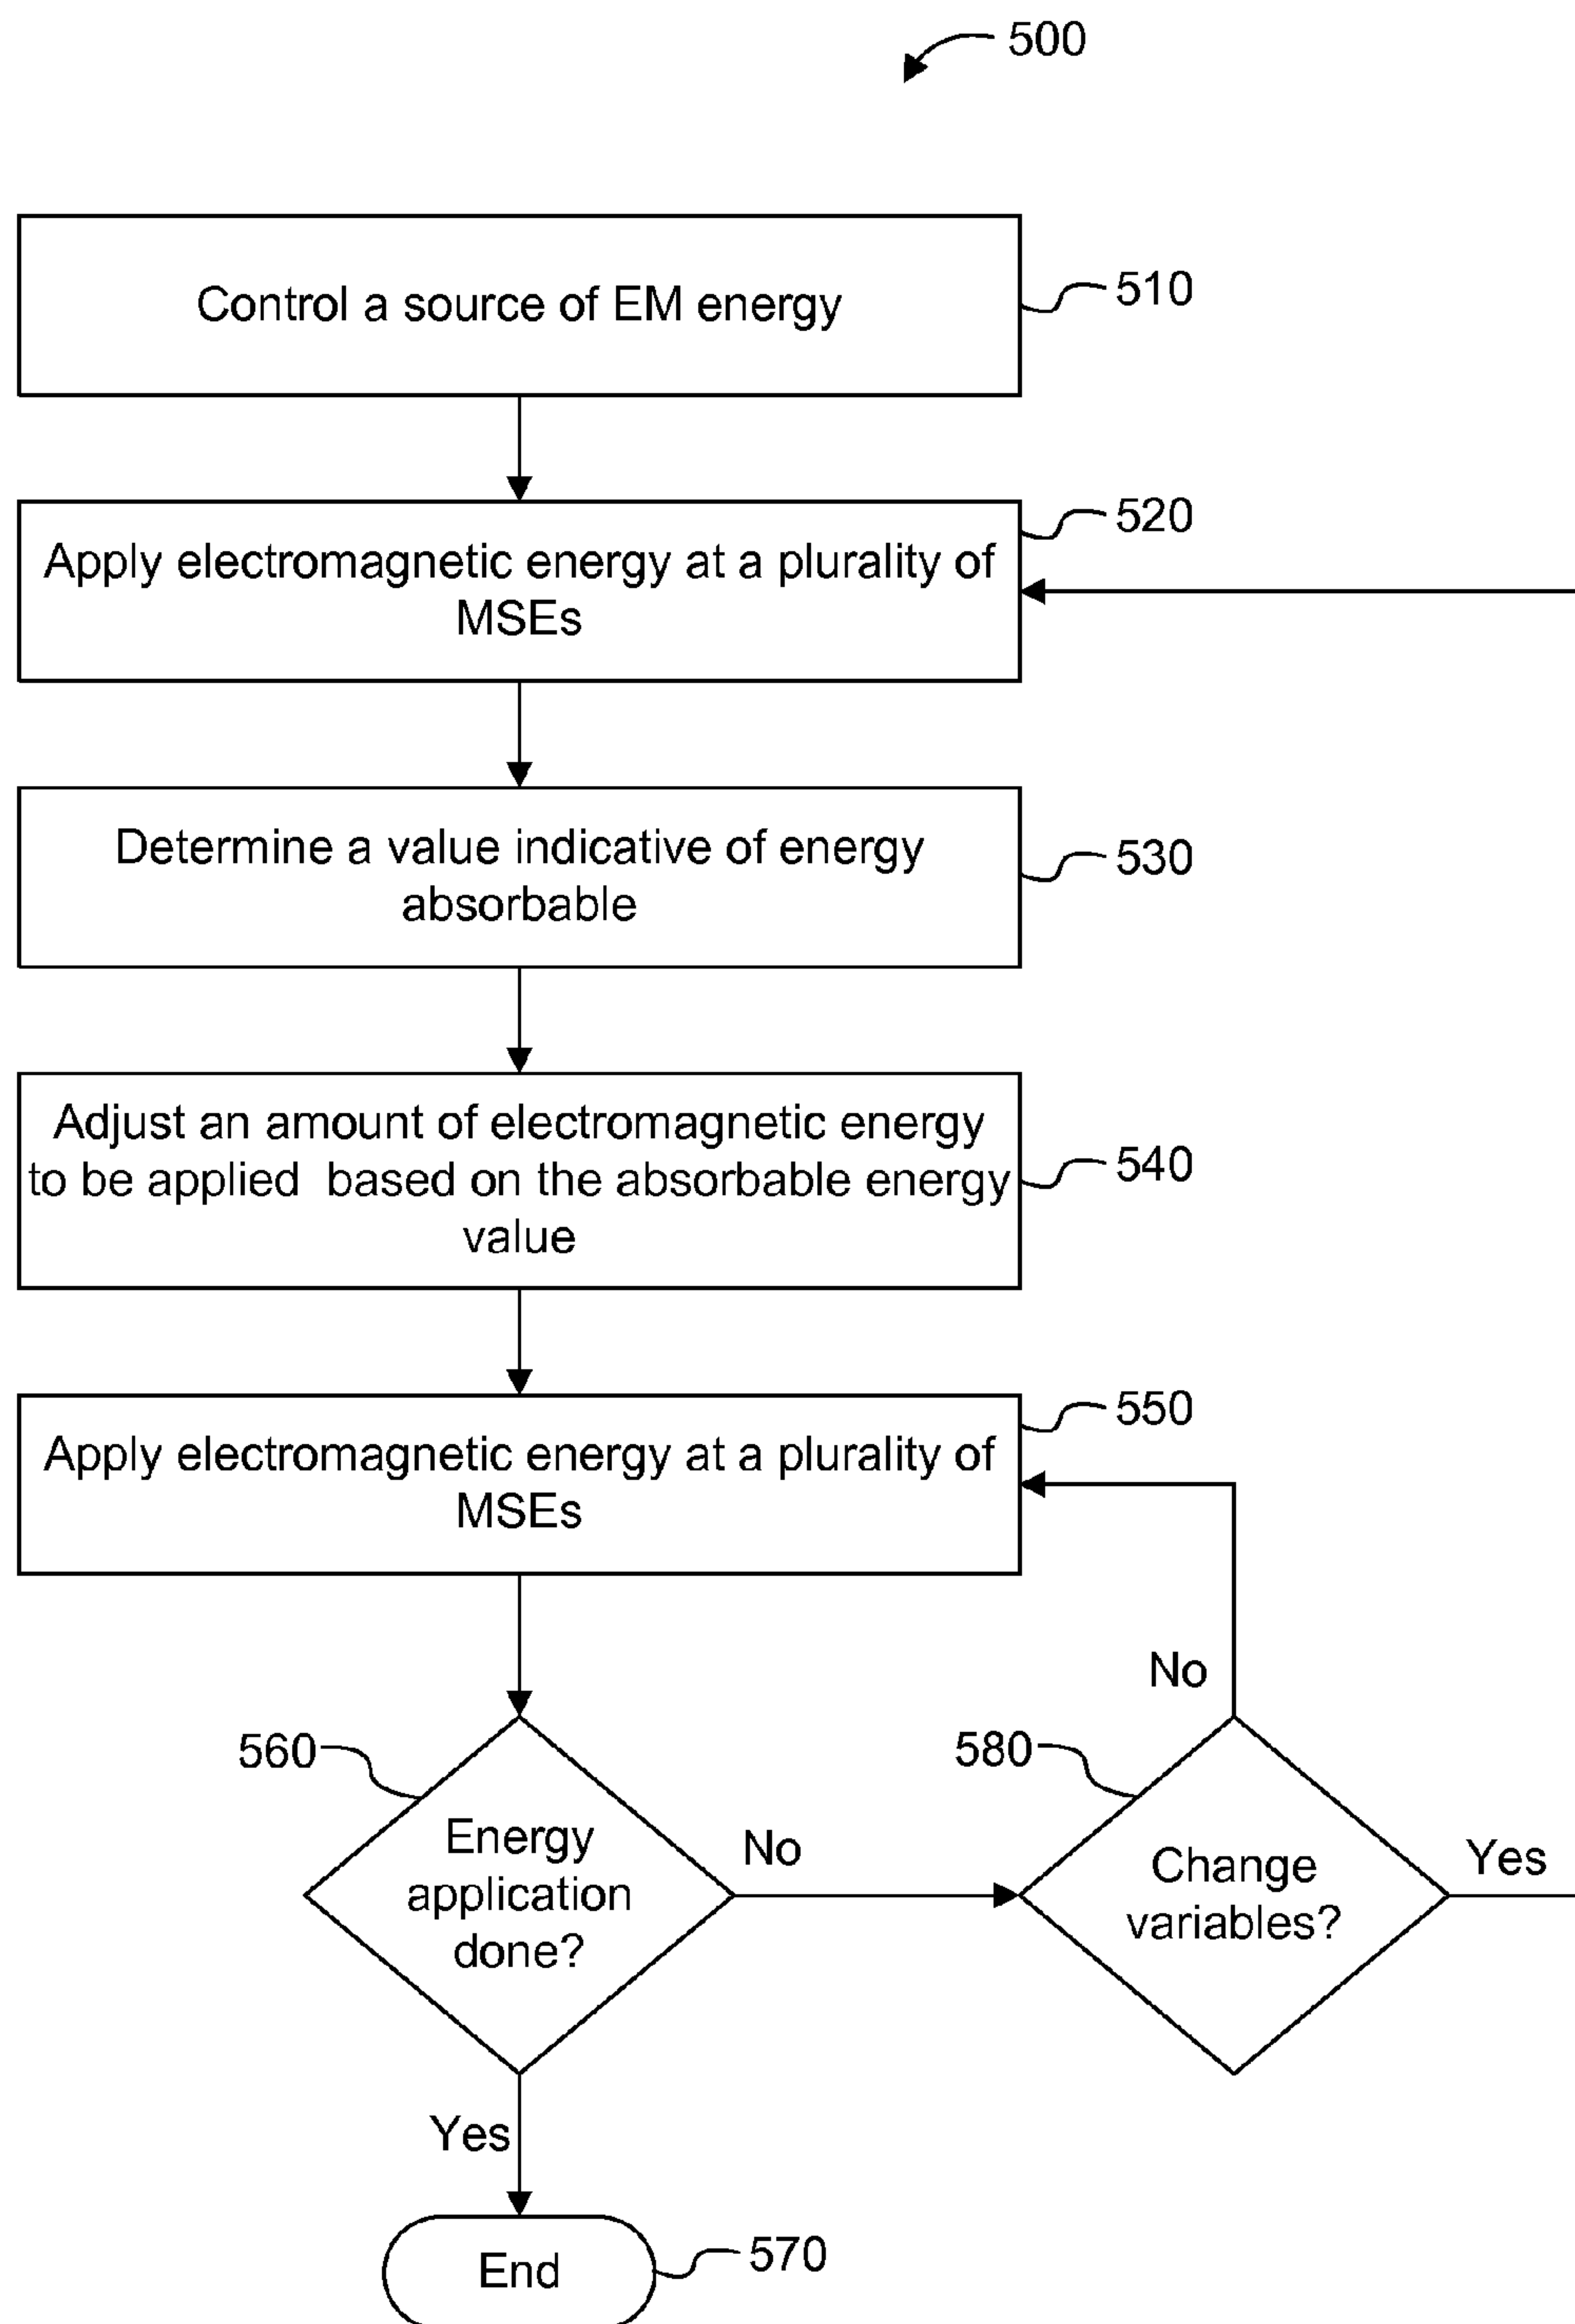 500
Control a source of EM energy
510
520
Apply electromagnetic energy at a plurality of
MSEs
Determine a value indicative of energy
absorbable
530
Adjust an amount of electromagnetic energy
to be applied based on the absorbable energy
value
540
550
Apply electromagnetic energy at a plurality of
MSEs
No
560
580
Energy
application
done?
No
Change
variables?
Yes
Yes
End
570